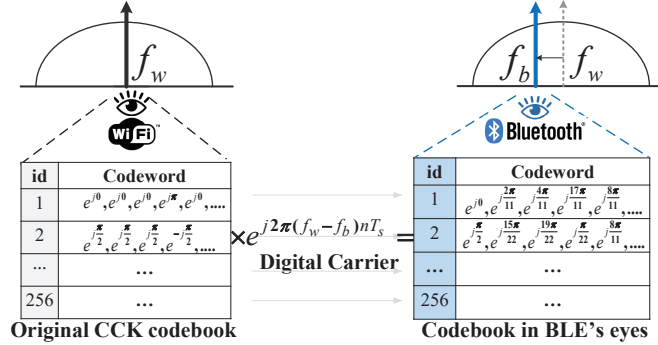 f_w
f_b f_w
WiFi™
Bluetooth®
id Codeword
1 e^{j0}, e^{j0}, e^{j0}, e^{jπ}, e^{j0}, ....
2 e^{jπ/2}, e^{jπ/2}, e^{jπ/2}, e^{-jπ/2}, ....
... ...
256 ...
×e^{j2π(f_w−f_b)nT_s}=
Digital Carrier
id Codeword
1 e^{j0}, e^{j2π/11}, e^{j4π/11}, e^{j17π/11}, e^{j8π/11}, ....
2 e^{jπ/2}, e^{j15π/22}, e^{j19π/22}, e^{jπ/22}, e^{j8π/11}, ....
... ...
256 ...
Original CCK codebook
Codebook in BLE's eyes